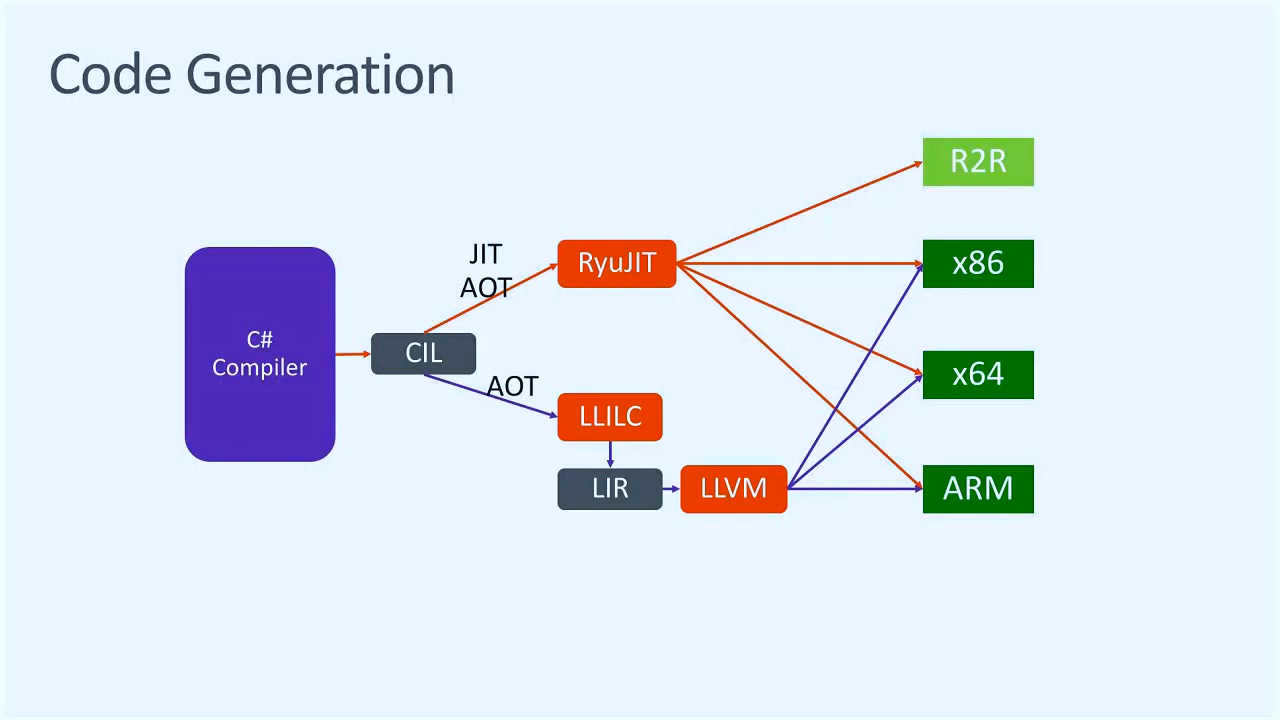 Code Generation
C#
Compiler
CIL
JIT
AOT
AOT
RyuJIT
LLILC
LIR
LLVM
R2R
x86
x64
ARM